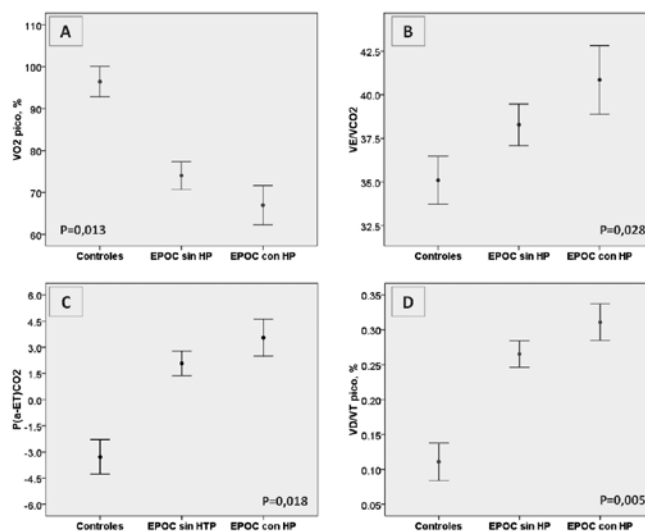 A
VO2 pico, %
110
100
90
80
70
60
P=0,013
Controles EPOC sin HP EPOC con HP
B
VE/VCO2
42.5
40.0
37.5
35.0
32.5
P=0,028
Controles EPOC sin HP EPOC con HP
C
P(a-ET)CO2
6.0
4.5
3.0
1.5
0.0
-1.5
-3.0
-4.5
-6.0
P=0,018
Controles EPOC sin HTP EPOC con HP
D
VD/VT pico, %
0.35
0.30
0.25
0.20
0.15
0.10
0.05
P=0,005
Controles EPOC sin HP EPOC con HP